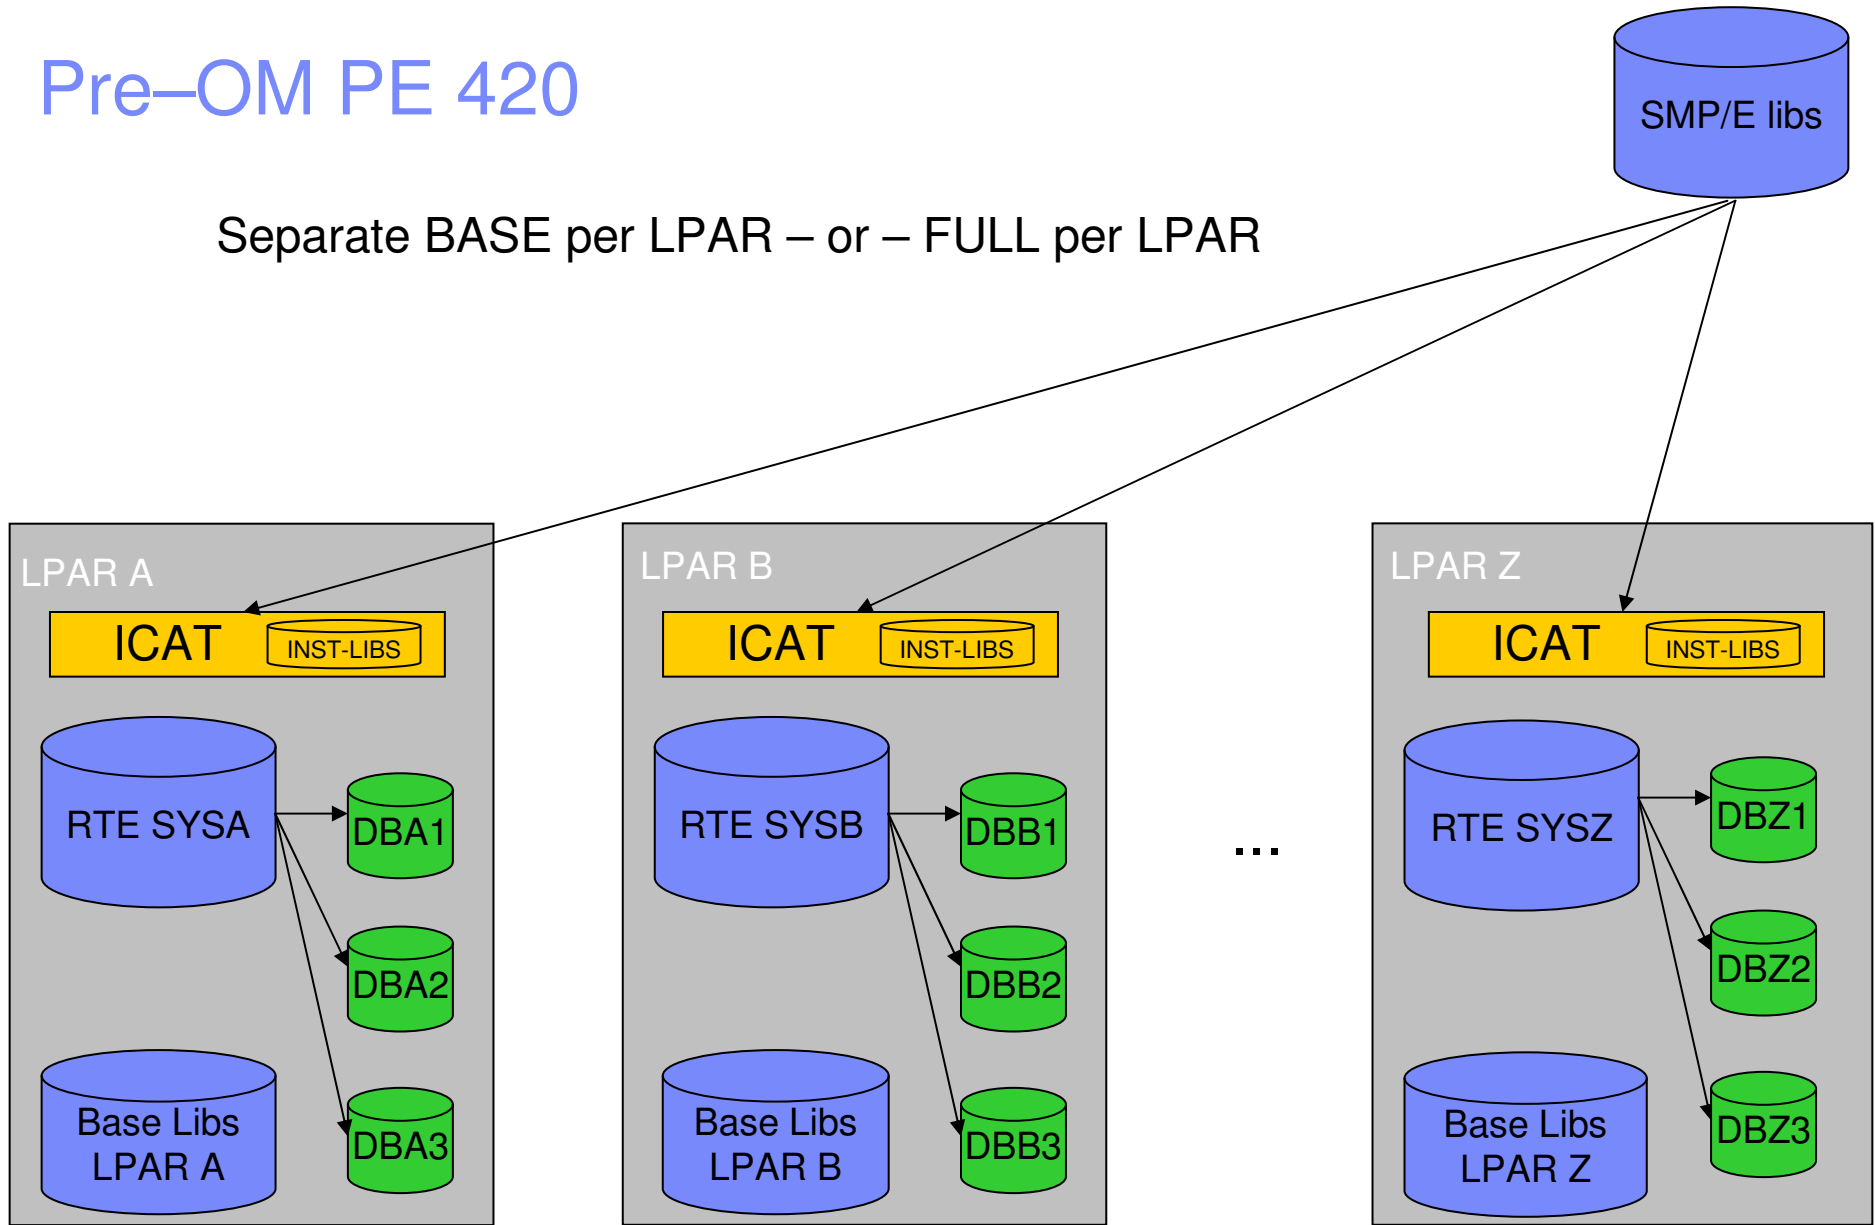 Pre–OM PE 420
SMP/E libs
Separate BASE per LPAR – or – FULL per LPAR
LPAR A
ICAT
INST-LIBS
RTE SYSA
DBA1
DBA2
DBA3
Base Libs
LPAR A
LPAR B
ICAT
INST-LIBS
RTE SYSB
DBB1
DBB2
DBB3
Base Libs
LPAR B
...
LPAR Z
ICAT
INST-LIBS
RTE SYSZ
DBZ1
DBZ2
DBZ3
Base Libs
LPAR Z